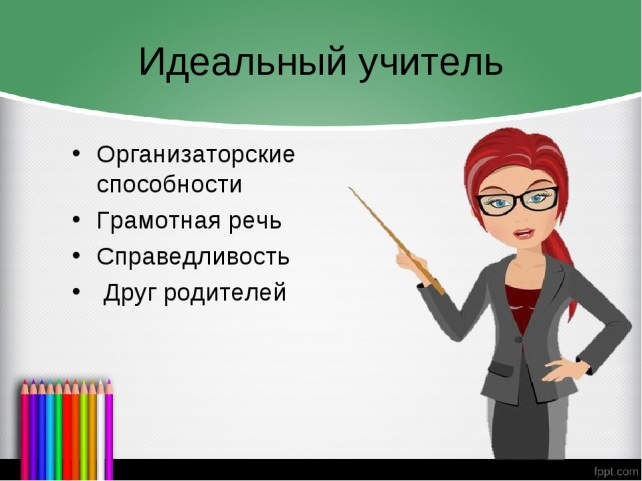 Идеальный учитель
• Организаторские
способности
• Грамотная речь
• Справедливость
• Друг родителей
fppt.com